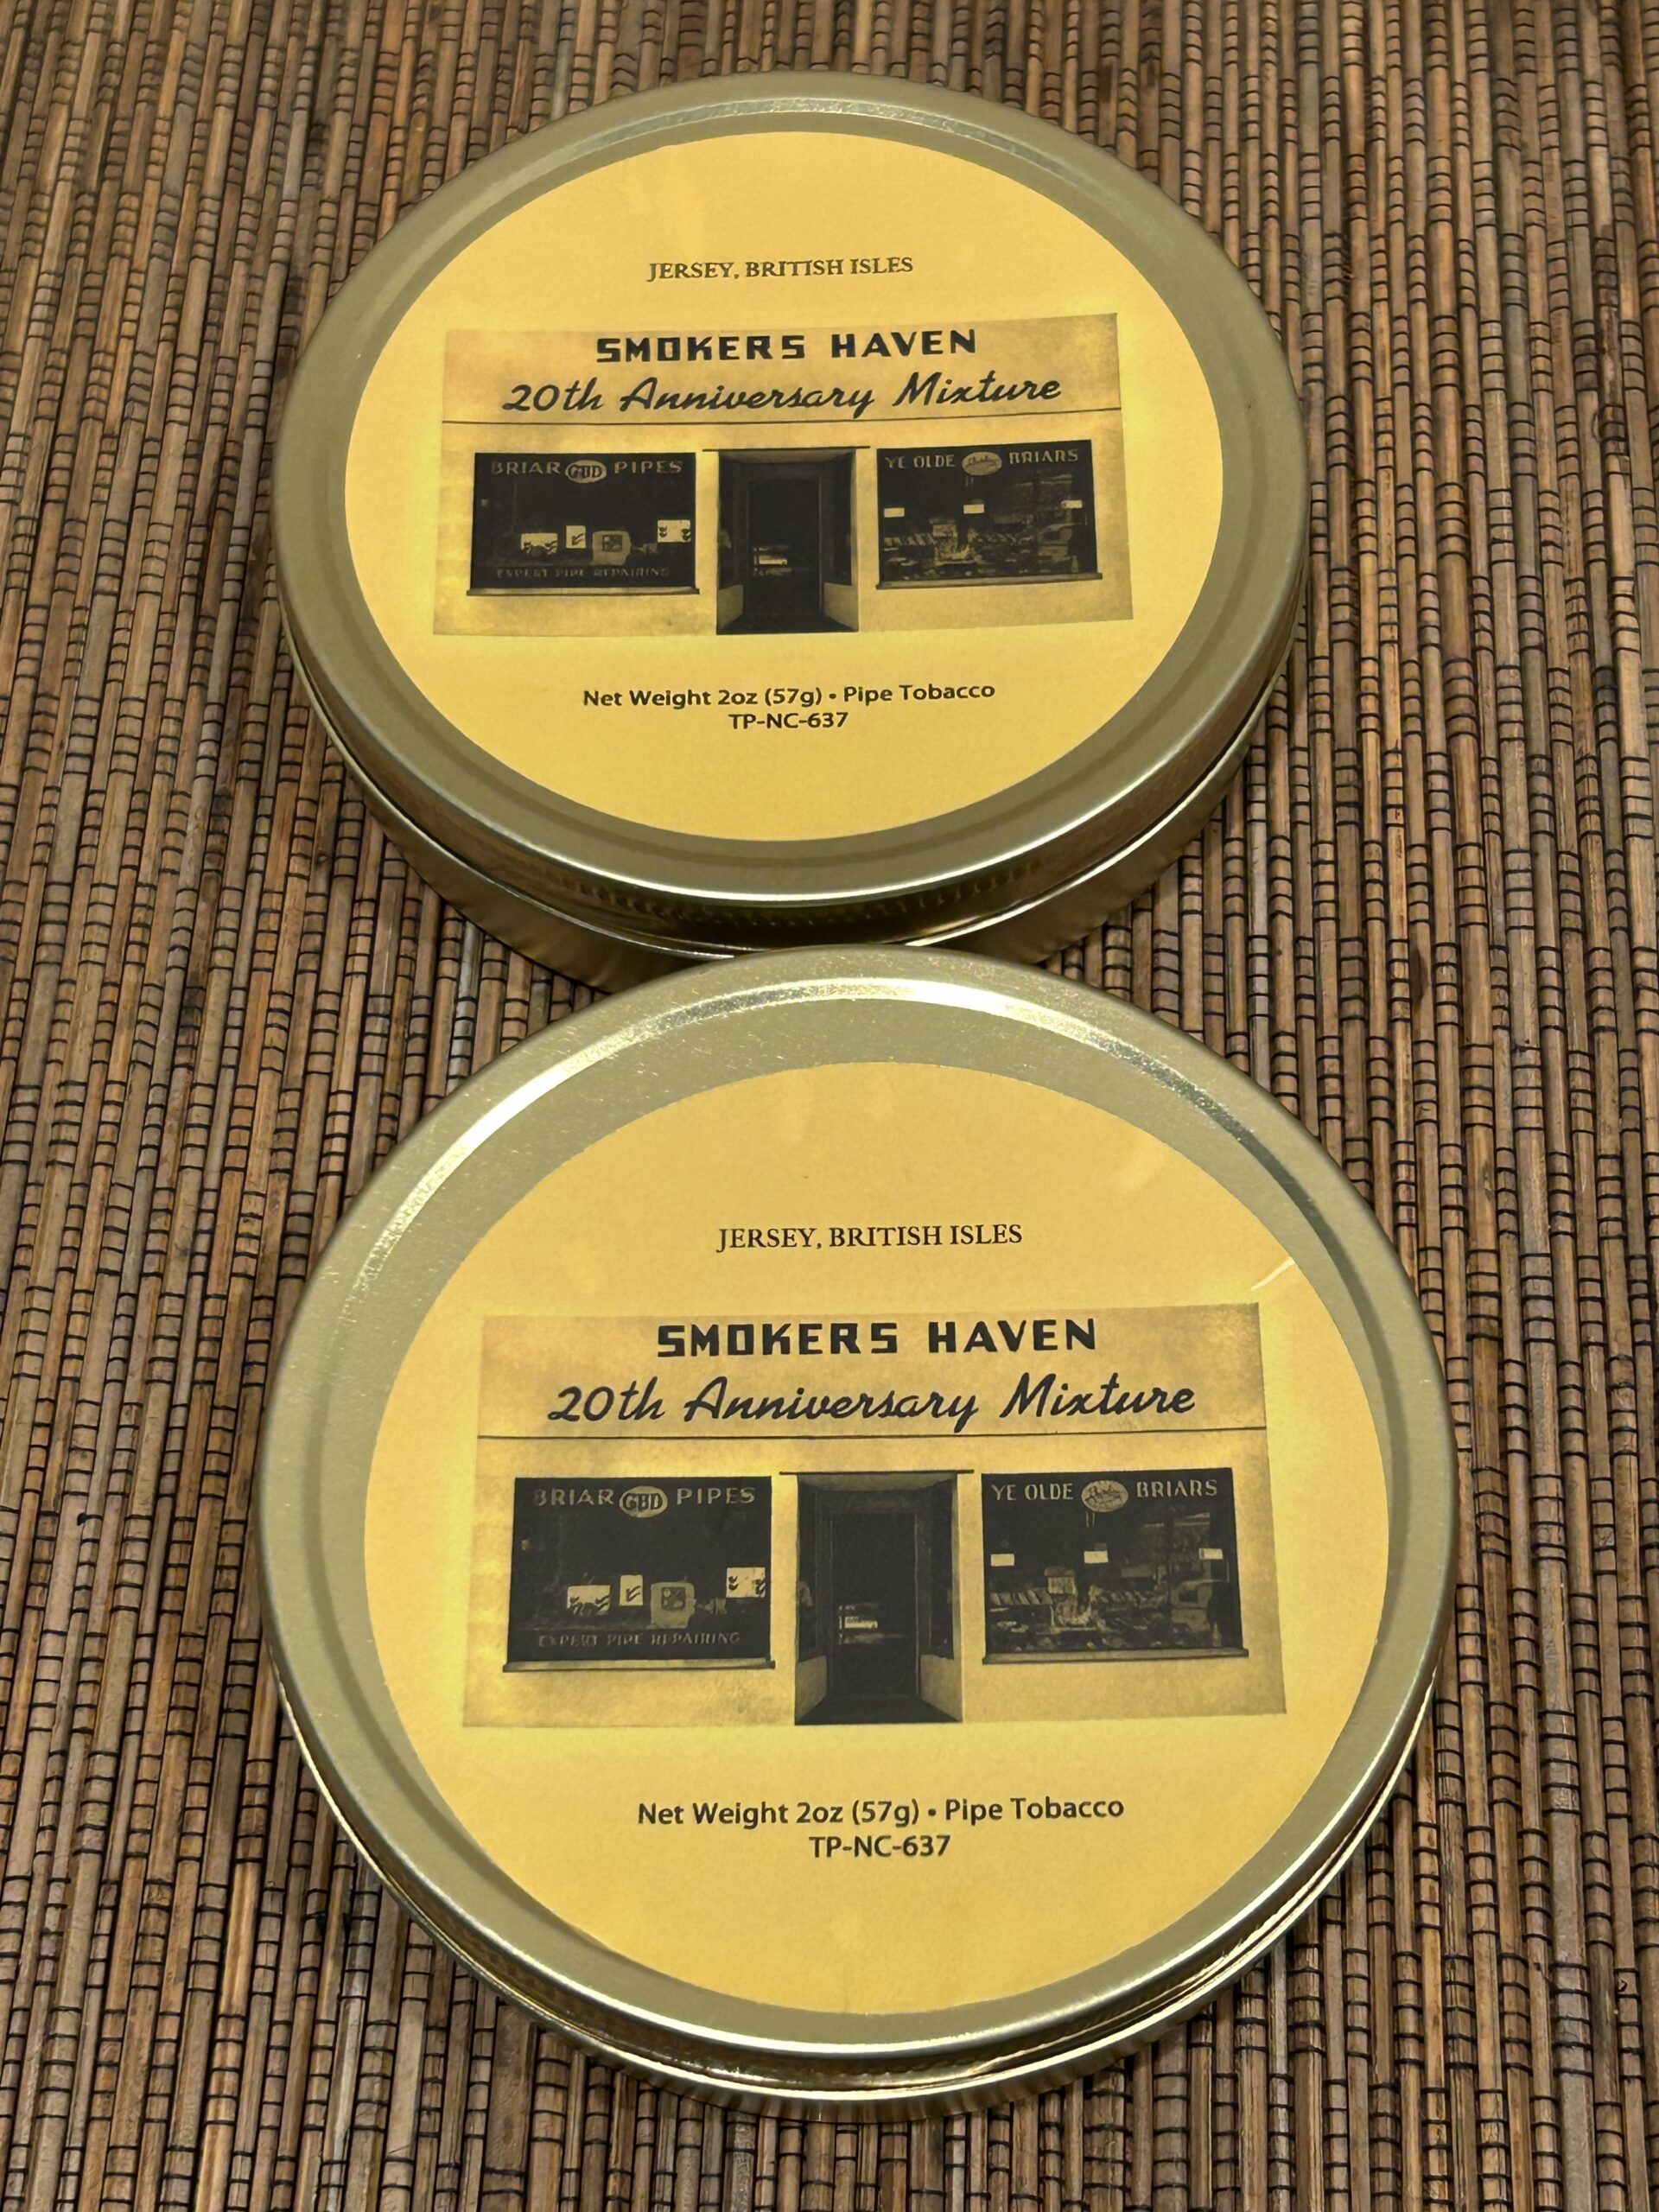 JERSEY, BRITISH ISLES
SMOKERS HAVEN
20th Anniversary Mixture
BRIAR GBD PIPES
YE OLDE BRIARS
EXPERT PIPE REPAIRING
Net Weight 2oz (57g) • Pipe Tobacco
TP-NC-637
JERSEY, BRITISH ISLES
SMOKERS HAVEN
20th Anniversary Mixture
BRIAR GBD PIPES
YE OLDE BRIARS
EXPERT PIPE REPAIRING
Net Weight 2oz (57g) • Pipe Tobacco
TP-NC-637